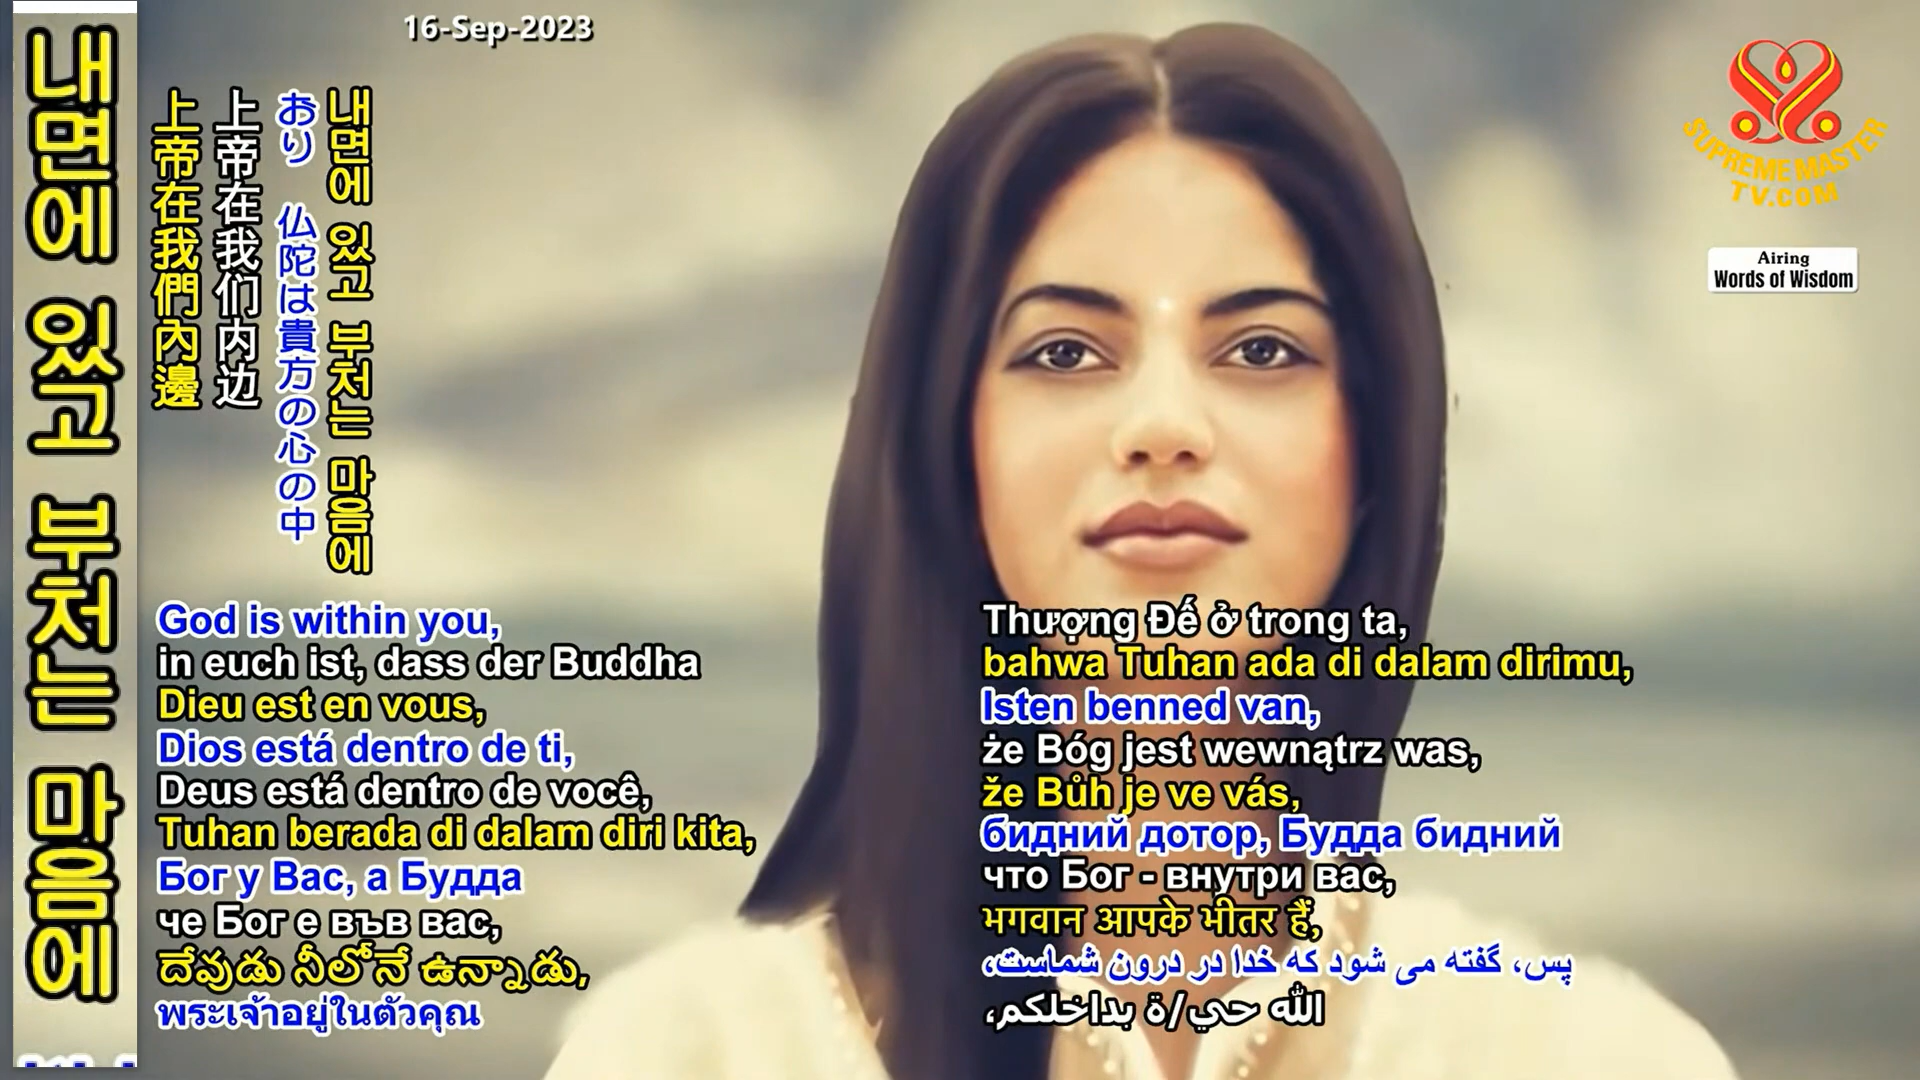 16-Sep-2023
SUPREME MASTER
TV.COM
Airing
Words of Wisdom
내면에 있고 부처는 마음에
上帝在我們內邊
上帝在我们内边
おり 仏陀は貴方の心の中
내면에 있고 부처는 마음에
God is within you,
in euch ist, dass der Buddha
Dieu est en vous,
Dios está dentro de ti,
Deus está dentro de você,
Tuhan berada di dalam diri kita,
Бог у Вас, а Будда
че Бог е във вас,
దేవుడు నీలోనే ఉన్నాడు,
พระเจ้าอยู่ในตัวคุณ
Thượng Đế ở trong ta,
bahwa Tuhan ada di dalam dirimu,
Isten benned van,
że Bóg jest wewnątrz was,
že Bůh je ve vás,
бидний дотор, Будда бидний
что Бог - внутри вас,
भगवान आपके भीतर हैं,
پس، گفته می شود که خدا در درون شماست،
الله حي/ة بداخلكم،